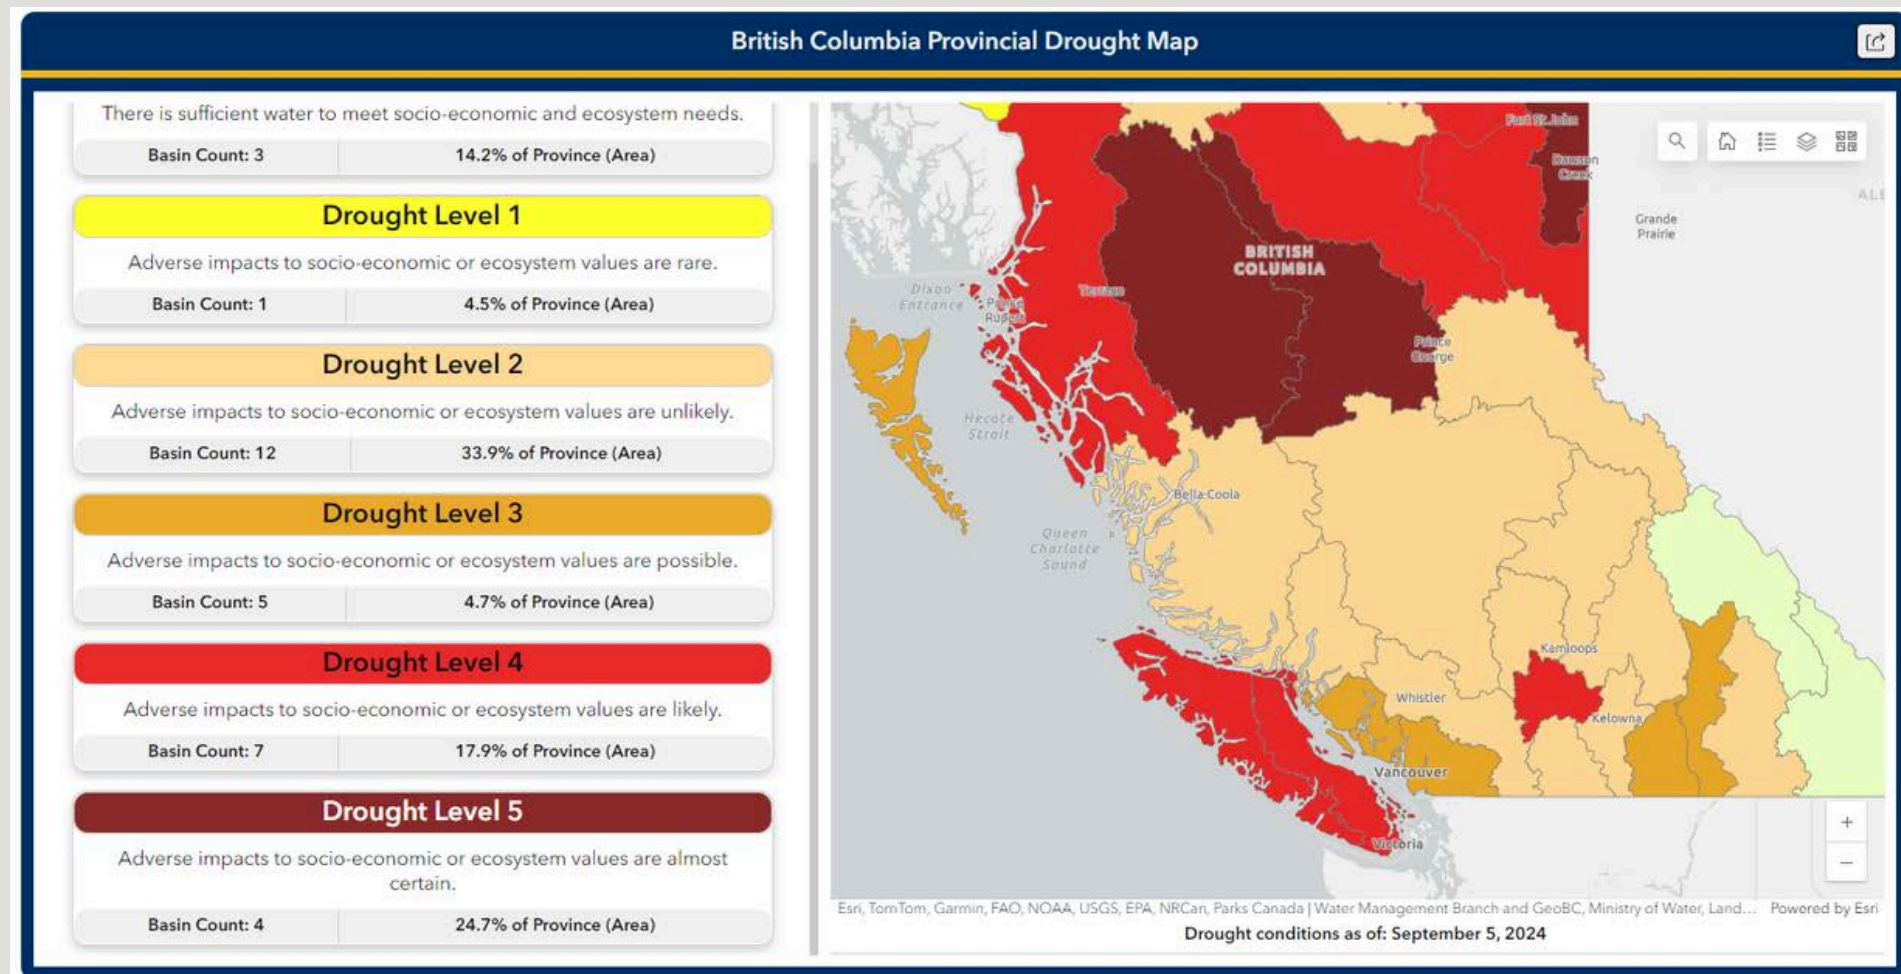 British Columbia Provincial Drought Map
There is sufficient water to meet socio-economic and ecosystem needs.
Basin Count: 3 14.2% of Province (Area)
Drought Level 1
Adverse impacts to socio-economic or ecosystem values are rare.
Basin Count: 1 4.5% of Province (Area)
Drought Level 2
Adverse impacts to socio-economic or ecosystem values are unlikely.
Basin Count: 12 33.9% of Province (Area)
Drought Level 3
Adverse impacts to socio-economic or ecosystem values are possible.
Basin Count: 5 4.7% of Province (Area)
Drought Level 4
Adverse impacts to socio-economic or ecosystem values are likely.
Basin Count: 7 17.9% of Province (Area)
Drought Level 5
Adverse impacts to socio-economic or ecosystem values are almost
certain.
Basin Count: 4 24.7% of Province (Area)
Fort St. John
Dawson
Creek
Grande
Prairie
BRITISH
COLUMBIA
Dixon
Entrance
Prince
Rupert
Terrace
Prince
George
Hecate
Strait
Bella Coola
Queen
Charlotte
Sound
Kamloops
Whistler
Kelowna
Vancouver
Victoria
+
−
Esri, TomTom, Garmin, FAO, NOAA, USGS, EPA, NRCan, Parks Canada | Water Management Branch and GeoBC, Ministry of Water, Land... Powered by Esri
Drought conditions as of: September 5, 2024